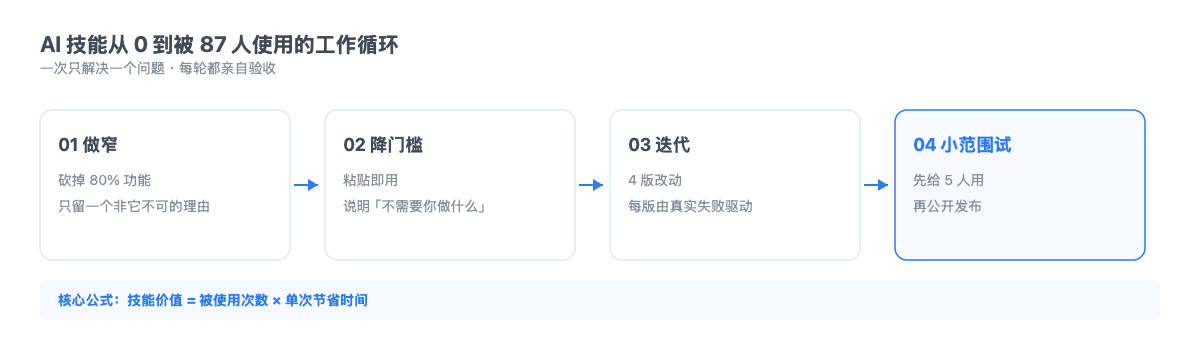 AI 技能从 0 到被 87 人使用的工作循环
一次只解决一个问题 · 每轮都亲自验收
01 做窄
砍掉 80% 功能
只留一个非它不可的理由
02 降门槛
粘贴即用
说明「不需要你做什么」
03 迭代
4 版改动
每版由真实失败驱动
04 小范围试
先给 5 人用
再公开发布
核心公式：技能价值 = 被使用次数 × 单次节省时间